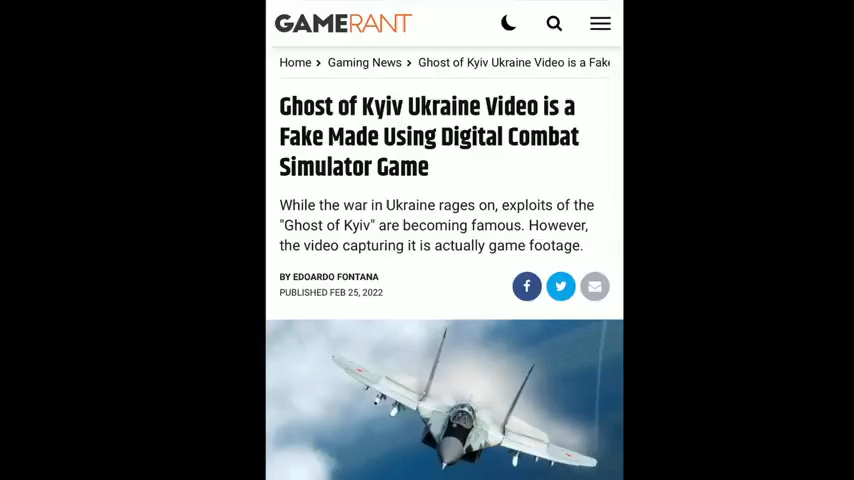 GAMERANT
Home > Gaming News > Ghost of Kyiv Ukraine Video is a Fake
Ghost of Kyiv Ukraine Video is a
Fake Made Using Digital Combat
Simulator Game
While the war in Ukraine rages on, exploits of the
"Ghost of Kyiv" are becoming famous. However,
the video capturing it is actually game footage.
BY EDOARDO FONTANA
PUBLISHED FEB 25, 2022